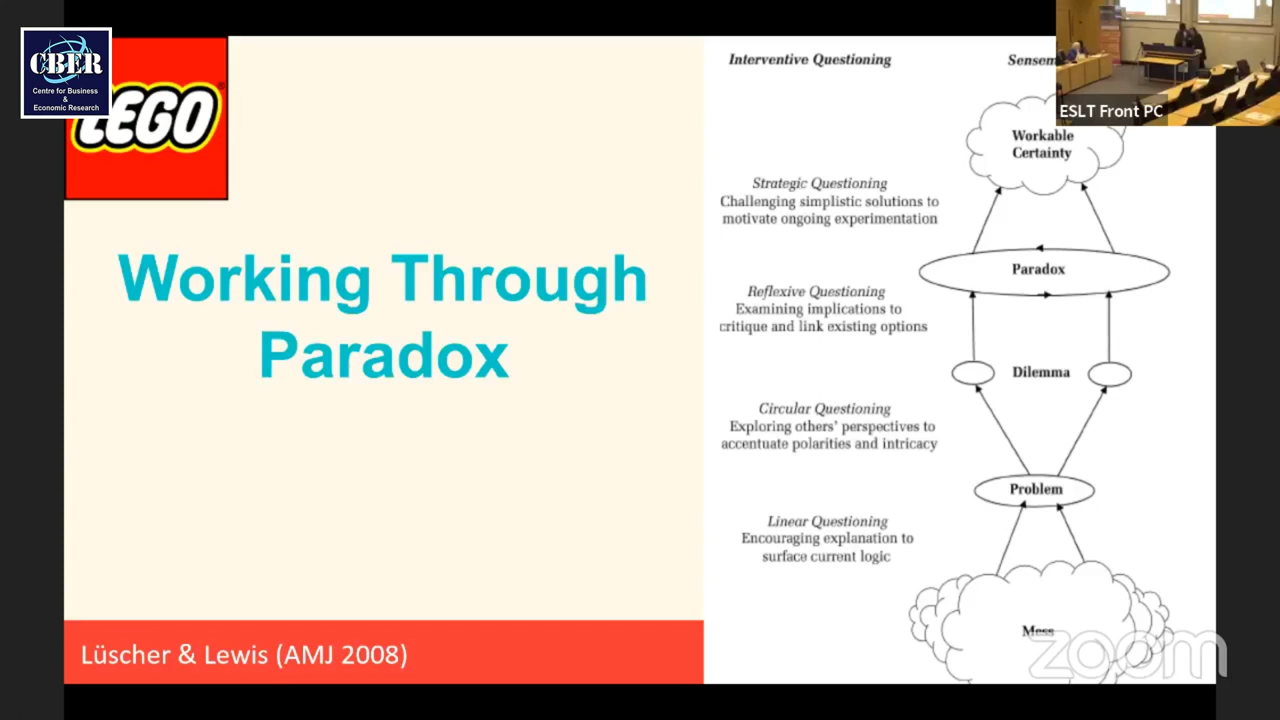 CBER
Centre for Business
&
Economic Research
LEGO
®
Working Through
Paradox
Lüscher & Lewis (AMJ 2008)
Interventive Questioning
Strategic Questioning
Challenging simplistic solutions to
motivate ongoing experimentation
Reflexive Questioning
Examining implications to
critique and link existing options
Circular Questioning
Exploring others' perspectives to
accentuate polarities and intricacy
Linear Questioning
Encouraging explanation to
surface current logic
Sensem
Workable
Certainty
Paradox
Dilemma
Problem
Mess
ESLT Front PC
zoom